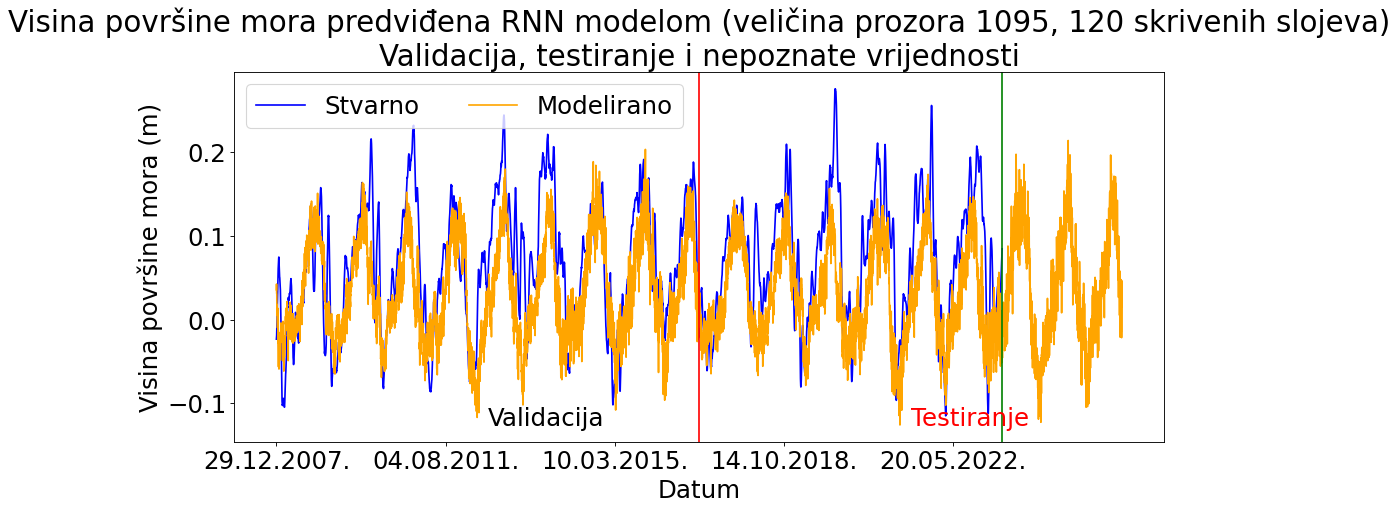 Visina površine mora predviđena RNN modelom (veličina prozora 1095, 120 skrivenih slojeva)
Validacija, testiranje i nepoznate vrijednosti
Stvarno Modelirano
Visina površine mora (m)
0.2
0.1
0.0
−0.1
Validacija Testiranje
29.12.2007. 04.08.2011. 10.03.2015. 14.10.2018. 20.05.2022.
Datum